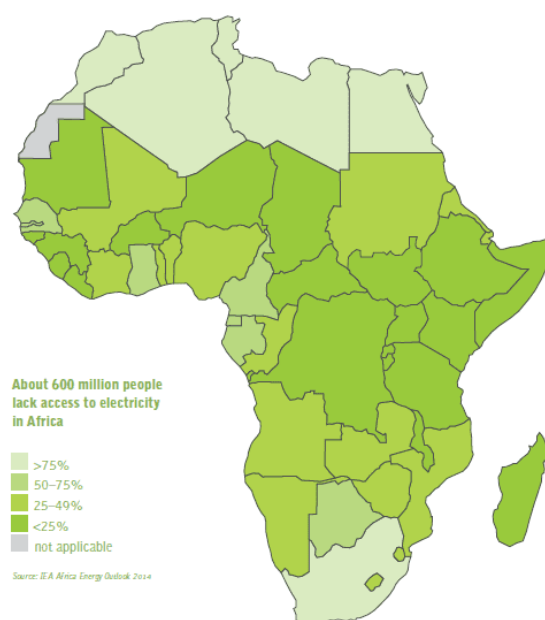 About 600 million people
lack access to electricity
in Africa
>75%
50–75%
25–49%
<25%
not applicable
Source: IEA Africa Energy Outlook 2014